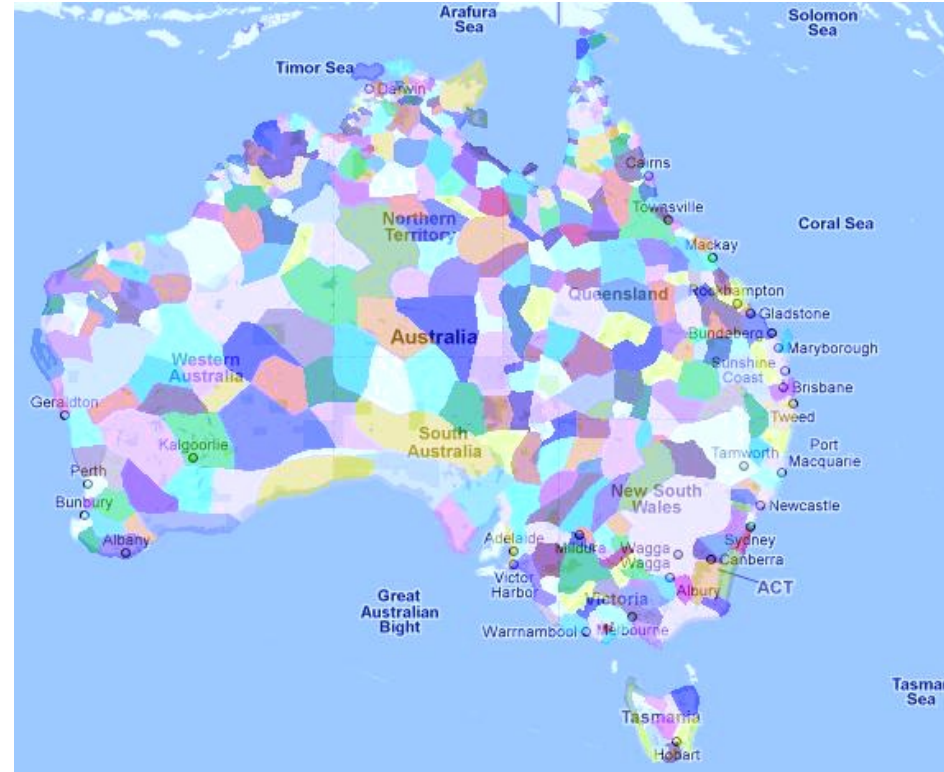 Arafura
Sea
Solomon
Sea
Timor Sea
Darwin
Cairns
Townsville
Northern
Territory
Coral Sea
Mackay
Queensland
Rockhampton
Gladstone
Australia
Bundaberg
Maryborough
Western
Australia
Sunshine
Coast
Brisbane
Geraldton
Tweed
South
Australia
Kalgoorlie
Tamworth
Port
Macquarie
Perth
Bunbury
New South
Wales
Newcastle
Albany
Adelaide
Mildura
Wagga
Wagga
Sydney
Canberra
Victor
Harbor
ACT
Great
Australian
Bight
Victoria
Albury
Warrnambool
Melbourne
Tasman
Sea
Tasmania
Hobart